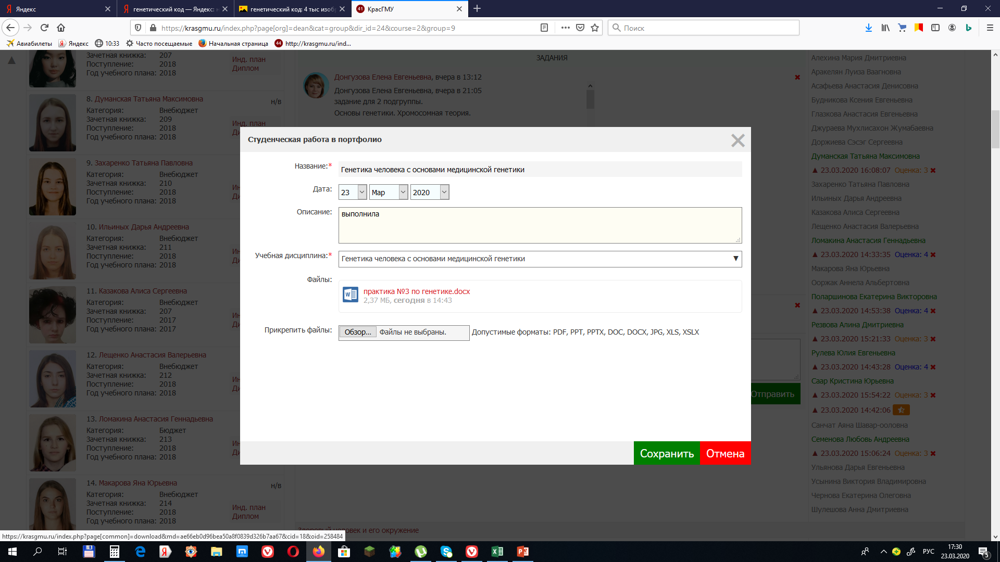 Яндекс
генетический код — Яндекс: н
генетический код: 4 тыс изобр
41 КрасГМУ
https://krasgmu.ru/index.php?page[org]=dean&cat=group&dir_id=24&course=2&group=9
Поиск
Авиабилеты
Яндекс
10:33
Часто посещаемые
Начальная страница
44 http://krasgmu.ru/ind...
Зачетная книжка: 207
Поступление: 2018
Год учебного плана: 2018
Инд. план
Диплом
8. Думанская Татьяна Максимовна
н/в
Категория: Внебюджет
Зачетная книжка: 209
Поступление: 2018
Год учебного плана: 2018
Инд. план
9. Захаренко Татьяна Павловна
Категория: Внебюджет
Зачетная книжка: 210
Поступление: 2018
Год учебного плана: 2018
10. Ильиных Дарья Андреевна
Категория: Внебюджет
Зачетная книжка: 211
Поступление: 2018
Год учебного плана: 2018
11. Казакова Алиса Сергеевна
Категория: Внебюджет
Зачетная книжка: 207
Поступление: 2017
Год учебного плана: 2017
12. Лещенко Анастасия Валерьевна
Категория: Внебюджет
Зачетная книжка: 212
Поступление: 2018
Год учебного плана: 2018
13. Ломакина Анастасия Геннадьевна
Категория: Бюджет
Зачетная книжка: 213
Поступление: 2018
Год учебного плана: 2018
14. Макарова Яна Юрьевна
н/в
Категория: Внебюджет
Зачетная книжка: 214
Поступление: 2018
Год учебного плана: 2018
Инд. план
Диплом
ЗАДАНИЯ
Донгузова Елена Евгеньевна, вчера в 13:12
Донгузова Елена Евгеньевна, вчера в 21:05
задание для 2 подгруппы.
Основы генетики. Хромосомная теория.
Студенческая работа в портфолио
Название:* Генетика человека с основами медицинской генетики
Дата: 23 Мар 2020
Описание: выполнила
Учебная дисциплина:* Генетика человека с основами медицинской генетики
Файлы:
практика №3 по генетике.docx
2,37 МБ, сегодня в 14:43
Прикрепить файлы: Обзор... Файлы не выбраны. Допустимые форматы: PDF, PPT, PPTX, DOC, DOCX, JPG, XLS, XSLX
Сохранить Отмена
Отправить
Алехина Мария Дмитриевна
Аракелян Луиза Ваагновна
Асафьева Анастасия Денисовна
Будникова Ксения Евгеньевна
Глазкова Анастасия Евгеньевна
Джураева Мухлисахон Жумабаевна
Доржиева Сэсэг Сергеевна
Думанская Татьяна Максимовна
▲ 23.03.2020 16:08:07 Оценка: 3 ✖
Захаренко Татьяна Павловна
Ильиных Дарья Андреевна
Казакова Алиса Сергеевна
Лещенко Анастасия Валерьевна
Ломакина Анастасия Геннадьевна
▲ 23.03.2020 14:33:35 Оценка: 4 ✖
Макарова Яна Юрьевна
Ооржак Аннела Альбертовна
Поларшинова Екатерина Викторовна
▲ 23.03.2020 14:53:38 Оценка: 4 ✖
Резвова Алина Дмитриевна
▲ 23.03.2020 15:21:33 Оценка: 3 ✖
Рулева Юлия Евгеньевна
▲ 23.03.2020 14:43:28 Оценка: 4 ✖
Саар Кристина Юрьевна
▲ 23.03.2020 15:54:22 Оценка: 3 ✖
▲ 23.03.2020 14:42:06
Санчат Аяна Шавар-ооловна
Семенова Любовь Андреевна
▲ 23.03.2020 15:06:24 Оценка: 3 ✖
Ульянова Дарья Евгеньевна
Усынина Виктория Владимировна
Чернова Екатерина Олеговна
Шулешова Анна Дмитриевна
Здоровый человек и его окружение
https://krasgmu.ru/index.php?page[common]=download&md=ae66eb0d96bea50a8f0839d326b7aa67&cid=18&oid=258484
РУС
17:30
23.03.2020
5